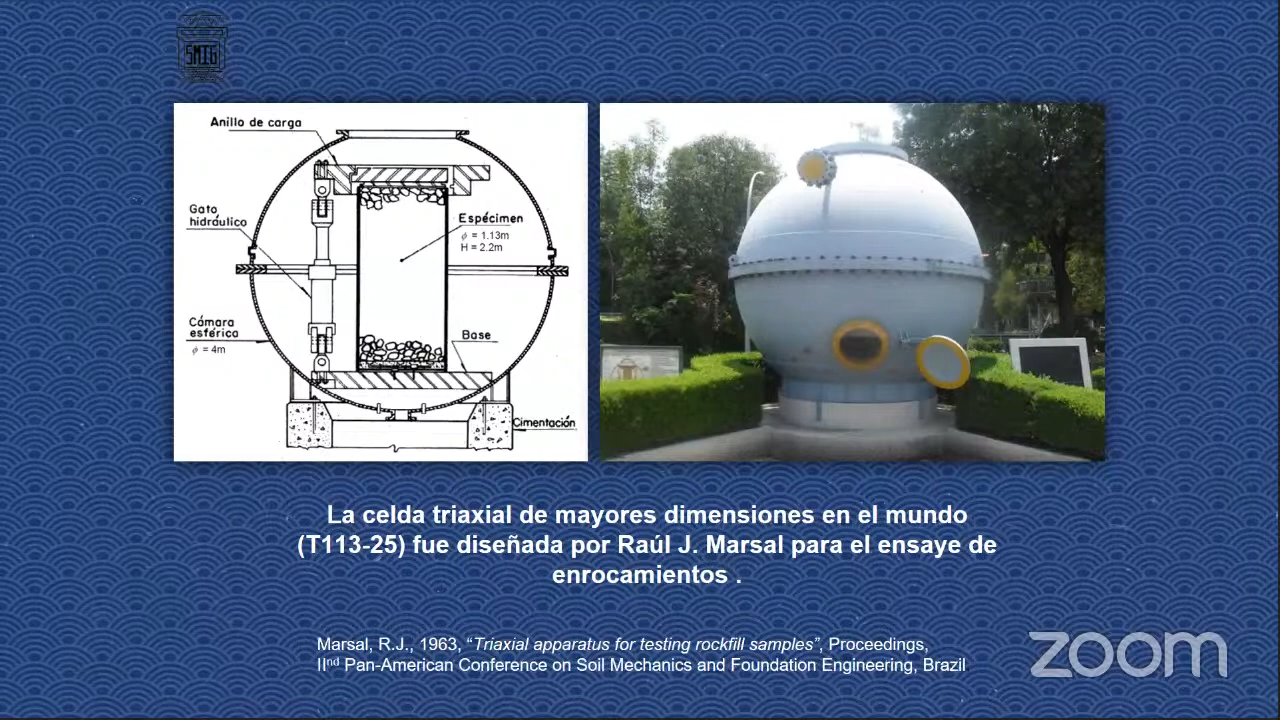 SMIG
Anillo de carga
Gato
hidráulico
Espécimen
ϕ = 1.13m
H = 2.2m
Cámara
esférica
ϕ = 4m
Base
Cimentación
La celda triaxial de mayores dimensiones en el mundo
(T113-25) fue diseñada por Raúl J. Marsal para el ensaye de
enrocamientos .
Marsal, R.J., 1963, “Triaxial apparatus for testing rockfill samples”, Proceedings,
IInd Pan-American Conference on Soil Mechanics and Foundation Engineering, Brazil
zoom